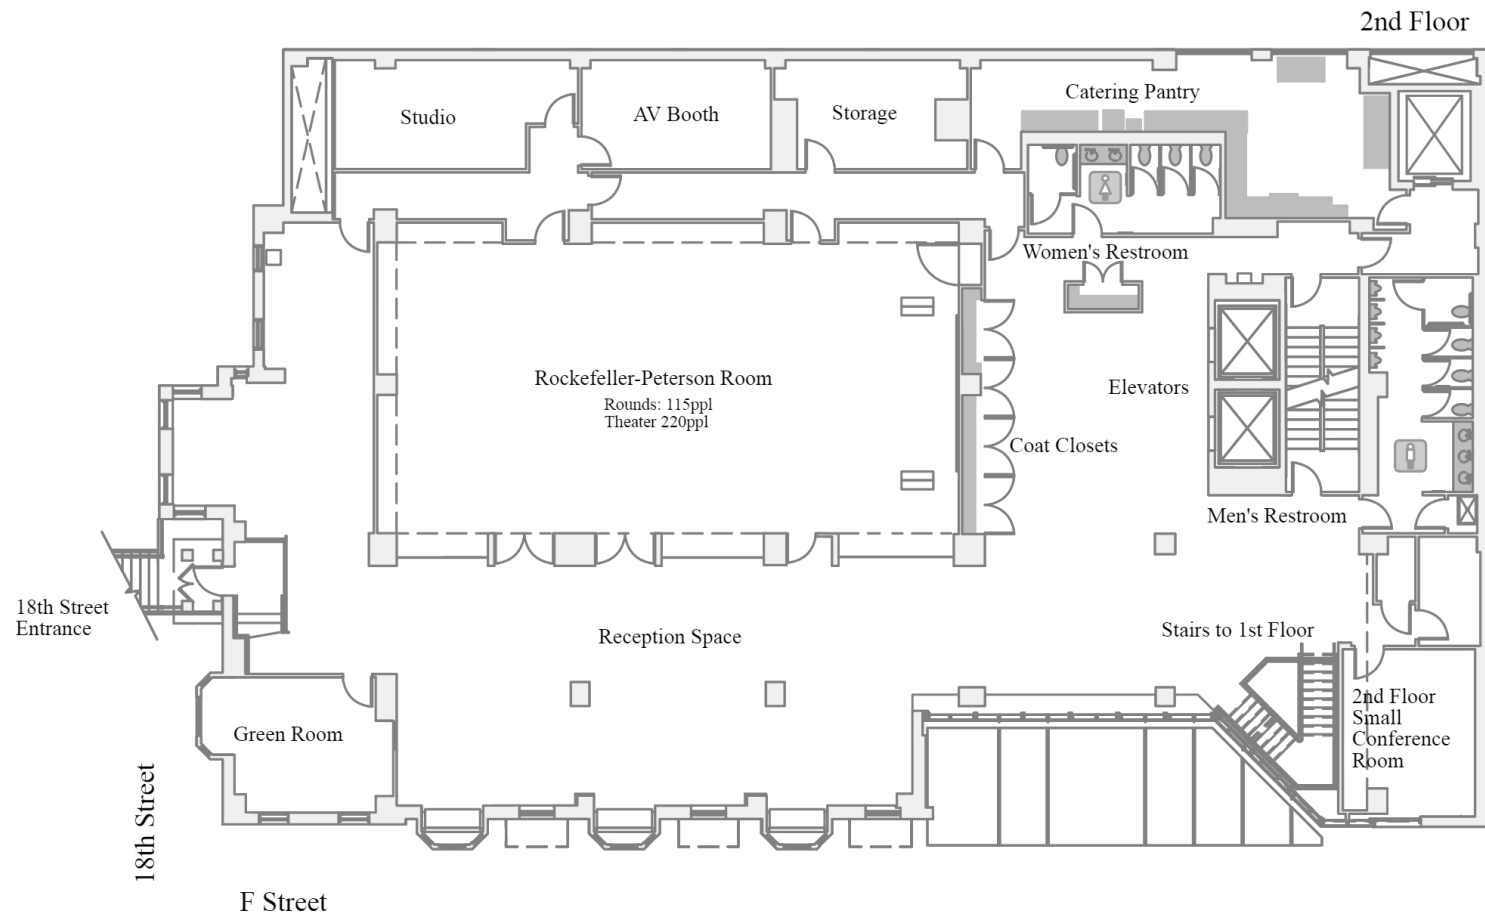 2nd Floor
Catering Pantry
Studio
AV Booth
Storage
Women's Restroom
Rockefeller-Peterson Room
Rounds: 115ppl
Theater 220ppl
Elevators
Coat Closets
Men's Restroom
18th Street
Entrance
Reception Space
Stairs to 1st Floor
2nd Floor
Small
Conference
Room
Green Room
18th Street
F Street